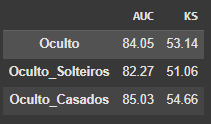 AUC KS
Oculto 84.05 53.14
Oculto_Solteiros 82.27 51.06
Oculto_Casados 85.03 54.66